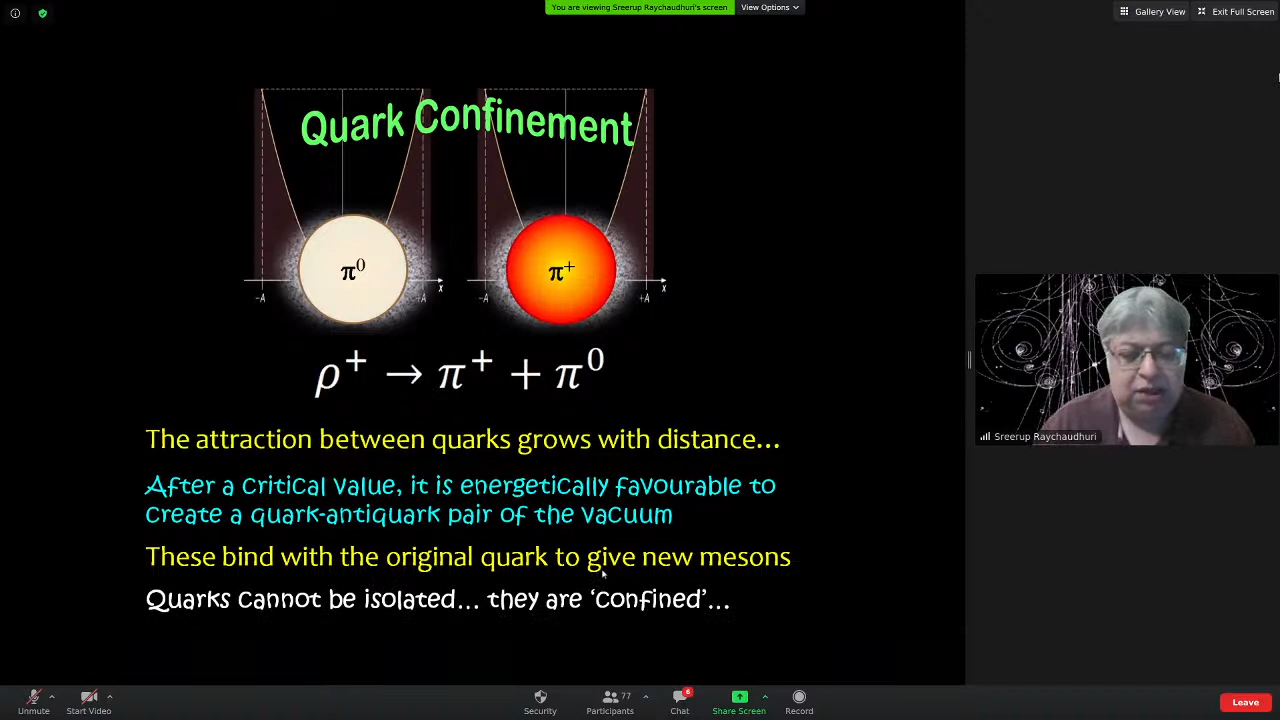 You are viewing Sreerup Raychaudhuri's screen
View Options
Gallery View
Exit Full Screen
Quark Confinement
π⁰
π⁺
−A
+A
x
−A
+A
x
ρ⁺ → π⁺ + π⁰
The attraction between quarks grows with distance...
After a critical value, it is energetically favourable to
create a quark-antiquark pair of the vacuum
These bind with the original quark to give new mesons
Quarks cannot be isolated... they are ‘confined’...
Sreerup Raychaudhuri
Unmute
Start Video
Security
77
Participants
6
Chat
Share Screen
Record
Leave